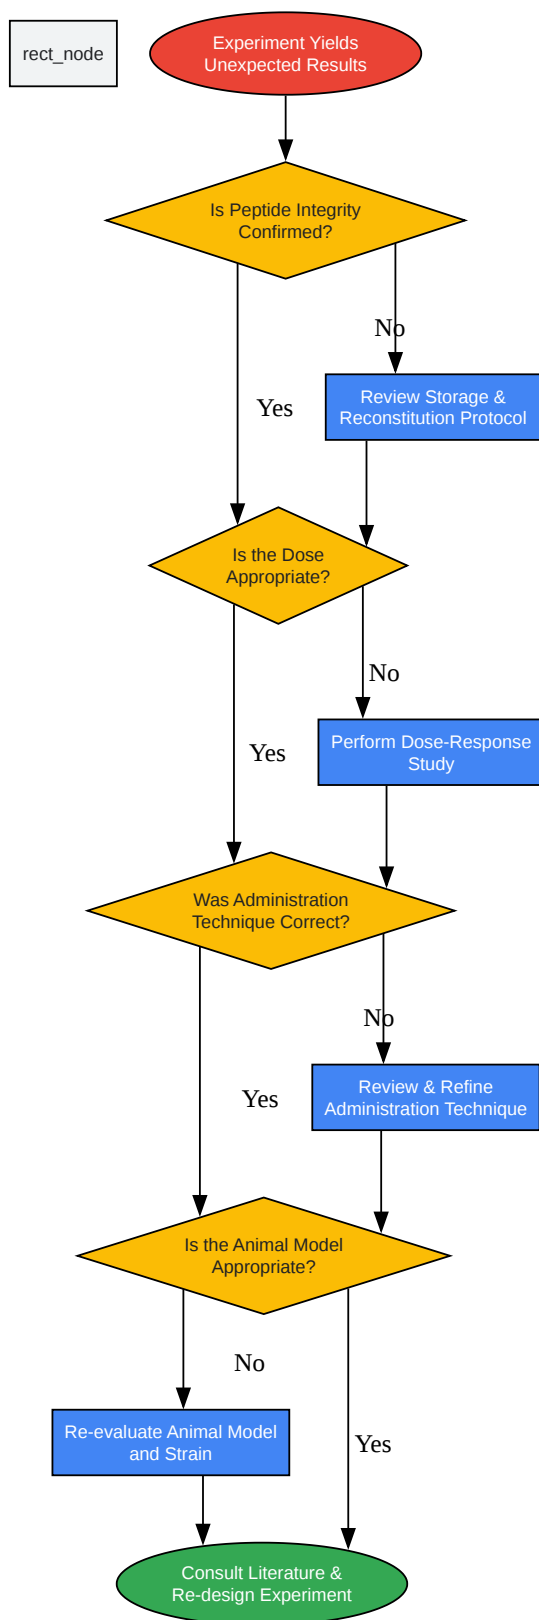 rect_node
Experiment Yields
Unexpected Results
Is Peptide Integrity
Confirmed?
No
Review Storage &
Reconstitution Protocol
Yes
Is the Dose
Appropriate?
No
Perform Dose-Response
Study
Yes
Was Administration
Technique Correct?
No
Review & Refine
Administration Technique
Yes
Is the Animal Model
Appropriate?
No
Re-evaluate Animal Model
and Strain
Yes
Consult Literature &
Re-design Experiment